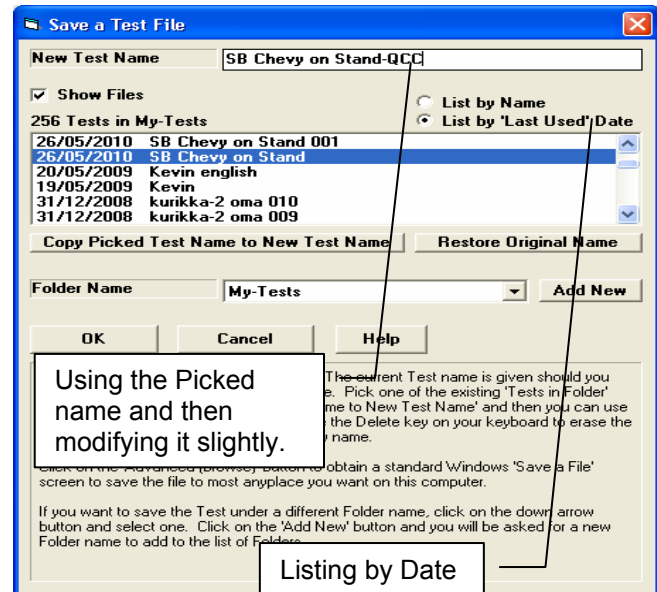 Save a Test File
New Test Name SB Chevy on Stand-QCC
Show Files
List by Name
256 Tests in My-Tests List by 'Last Used' Date
26/05/2010 SB Chevy on Stand 001
26/05/2010 SB Chevy on Stand
20/05/2009 Kevin english
19/05/2009 Kevin
31/12/2008 kurikka-2 oma 010
31/12/2008 kurikka-2 oma 009
Copy Picked Test Name to New Test Name Restore Original Name
Folder Name My-Tests Add New
OK Cancel Help
Using the Picked
name and then
modifying it slightly.
The current Test name is given should you
Pick one of the existing 'Tests in Folder'
to New Test Name' and then you can use
the Delete key on your keyboard to erase the
name.
Click on the 'Advanced (browse)' button to obtain a standard Windows 'Save a File'
screen to save the file to most anyplace you want on this computer.
If you want to save the Test under a different Folder name, click on the down arrow
button and select one. Click on the 'Add New' button and you will be asked for a new
Folder name to add to the list of Folders.
Listing by Date